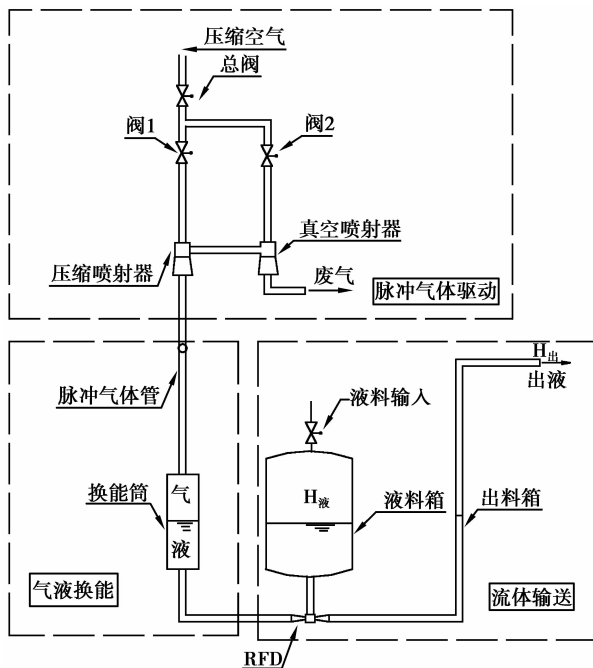 压缩空气
总阀
阀1
阀2
真空喷射器
压缩喷射器
废气
脉冲气体驱动
H出
出液
脉冲气体管
液料输入
换能筒
气
液
H液
液料箱
出料箱
气液换能
流体输送
RFD